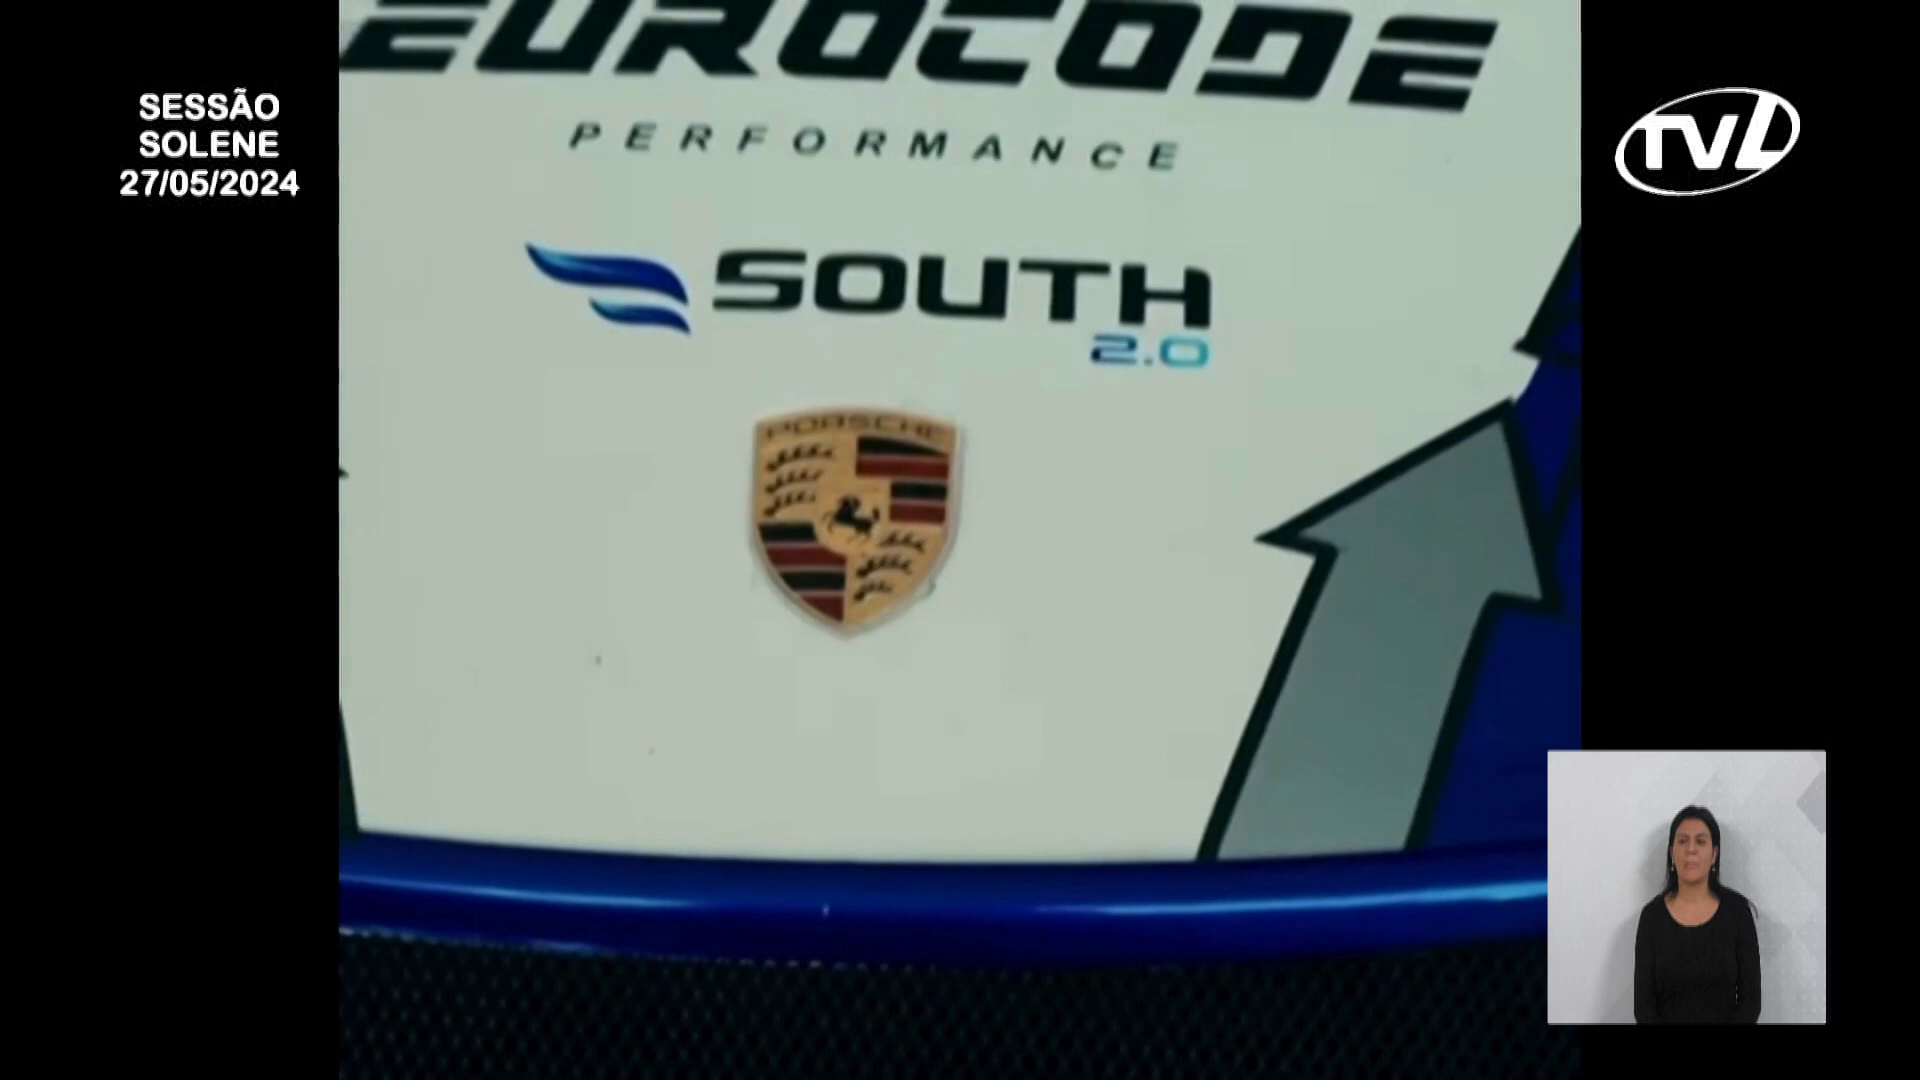 SESSÃO
SOLENE
27/05/2024
TVL
EUROCODE
PERFORMANCE
SOUTH
2.0
PORSCHE